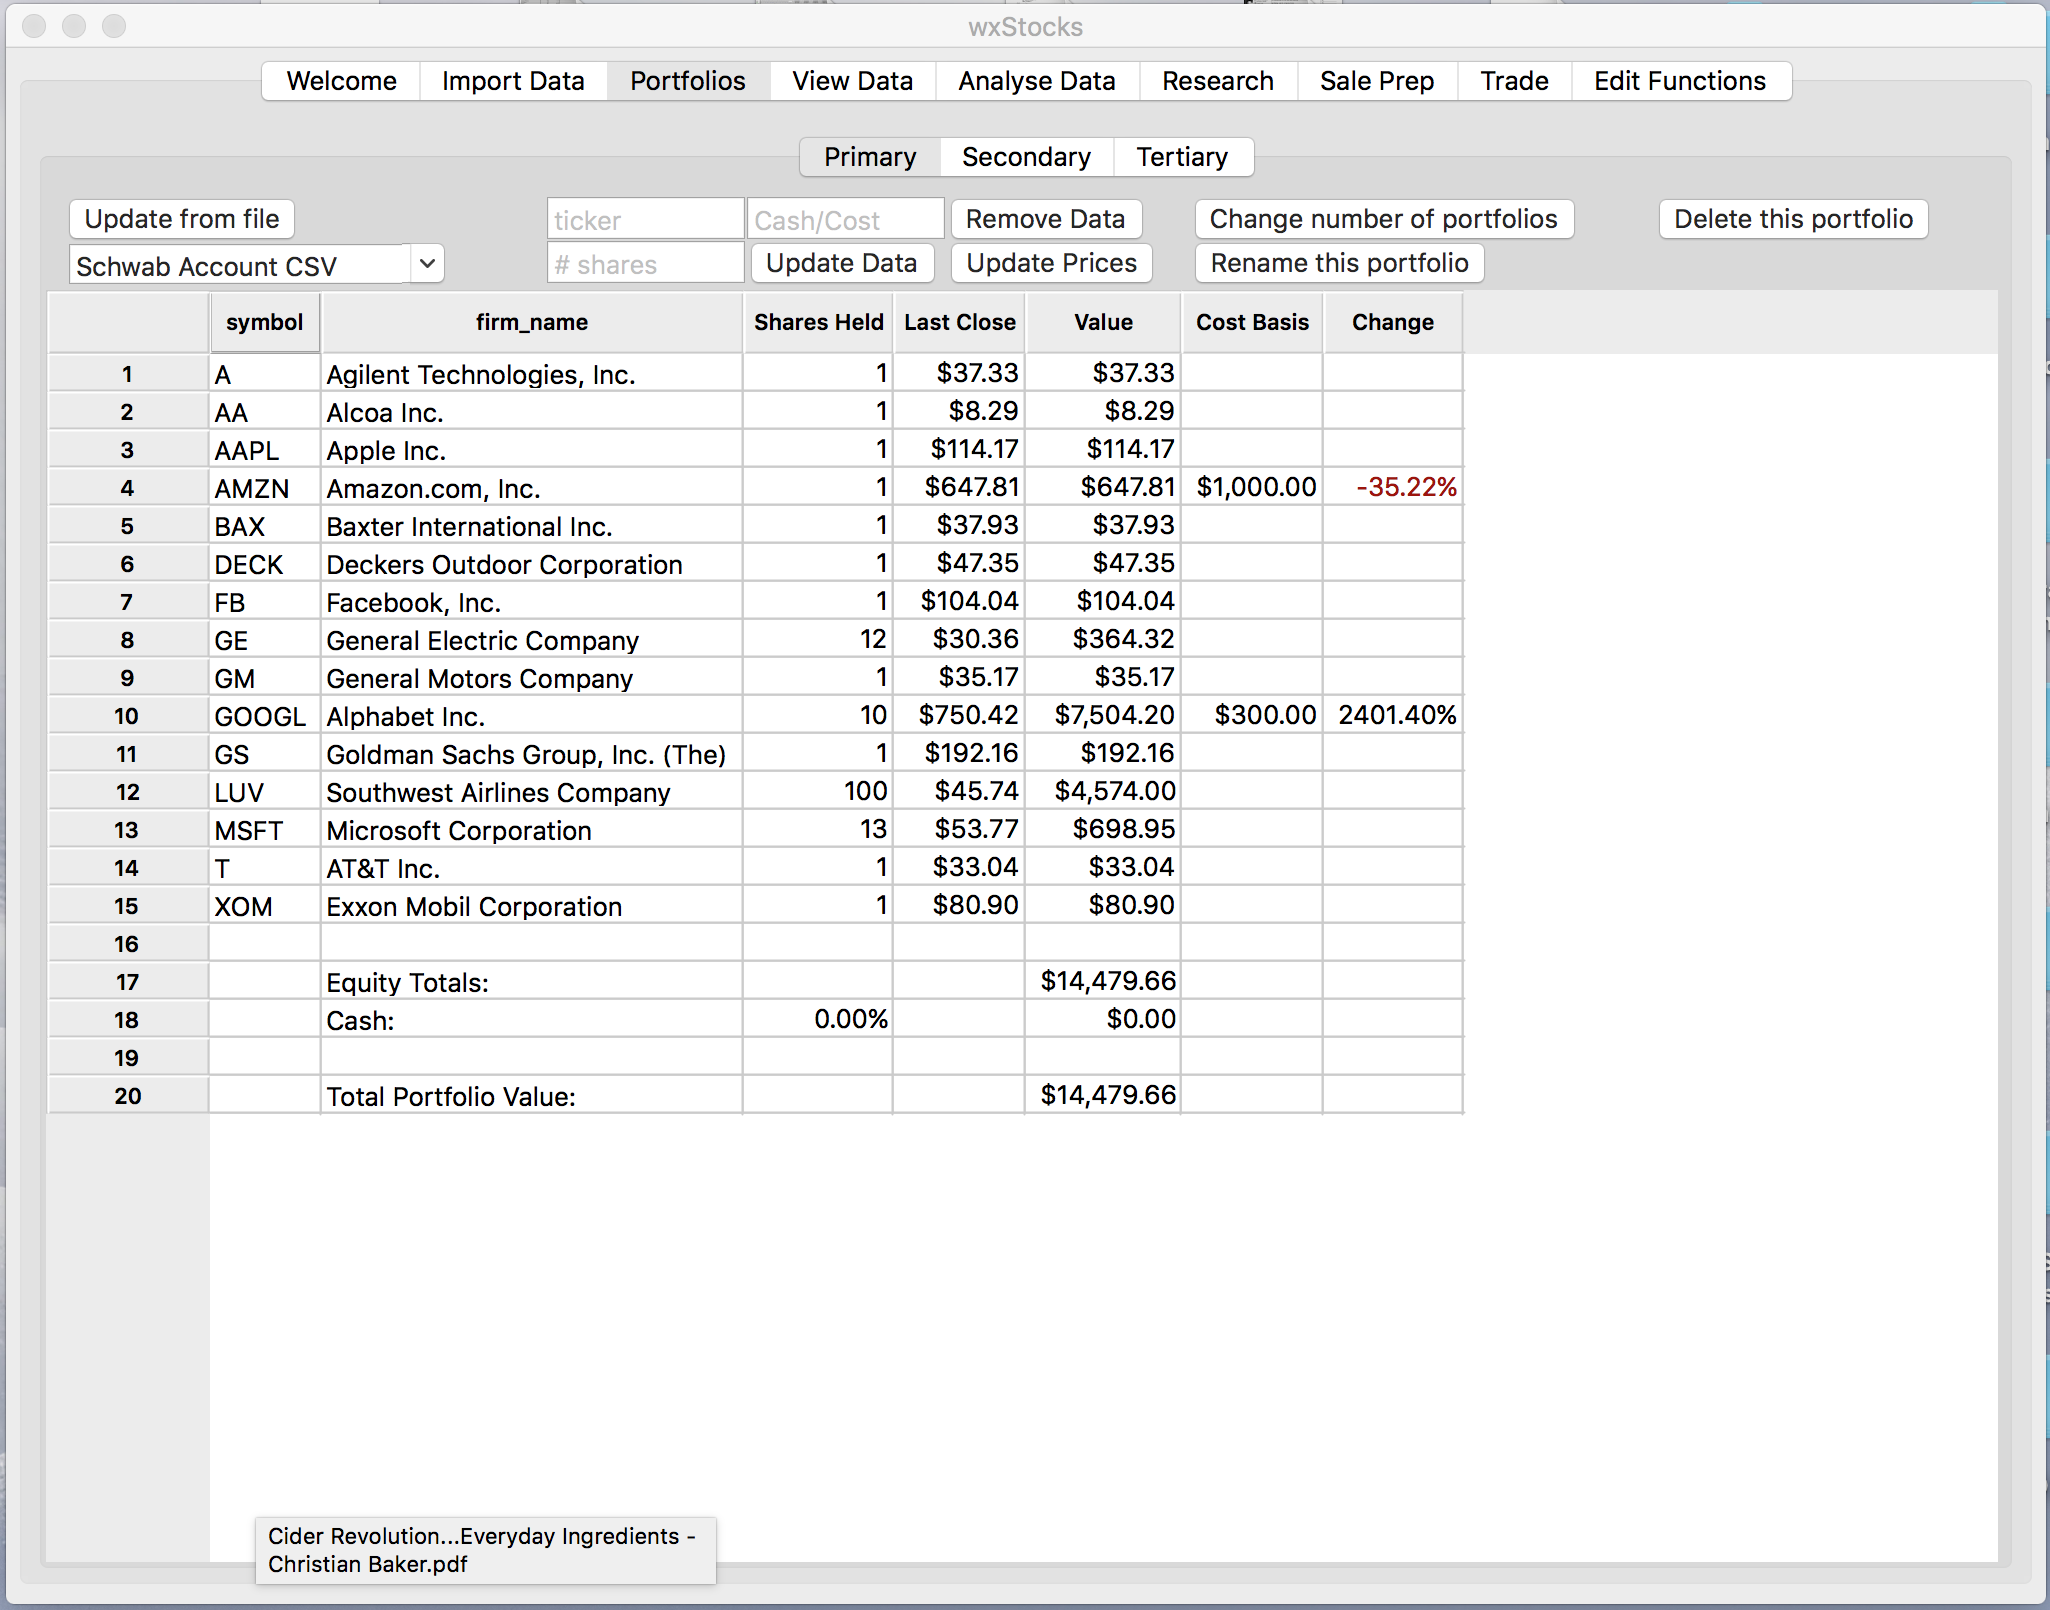 wxStocks
Welcome Import Data Portfolios View Data Analyse Data Research Sale Prep Trade Edit Functions
Primary Secondary Tertiary
Update from file ticker Cash/Cost Remove Data Change number of portfolios Delete this portfolio
Schwab Account CSV # shares Update Data Update Prices Rename this portfolio
symbol firm_name Shares Held Last Close Value Cost Basis Change
1 A Agilent Technologies, Inc. 1 $37.33 $37.33
2 AA Alcoa Inc. 1 $8.29 $8.29
3 AAPL Apple Inc. 1 $114.17 $114.17
4 AMZN Amazon.com, Inc. 1 $647.81 $647.81 $1,000.00 -35.22%
5 BAX Baxter International Inc. 1 $37.93 $37.93
6 DECK Deckers Outdoor Corporation 1 $47.35 $47.35
7 FB Facebook, Inc. 1 $104.04 $104.04
8 GE General Electric Company 12 $30.36 $364.32
9 GM General Motors Company 1 $35.17 $35.17
10 GOOGL Alphabet Inc. 10 $750.42 $7,504.20 $300.00 2401.40%
11 GS Goldman Sachs Group, Inc. (The) 1 $192.16 $192.16
12 LUV Southwest Airlines Company 100 $45.74 $4,574.00
13 MSFT Microsoft Corporation 13 $53.77 $698.95
14 T AT&T Inc. 1 $33.04 $33.04
15 XOM Exxon Mobil Corporation 1 $80.90 $80.90
16
17 Equity Totals: $14,479.66
18 Cash: 0.00% $0.00
19
20 Total Portfolio Value: $14,479.66
Cider Revolution...Everyday Ingredients -
Christian Baker.pdf